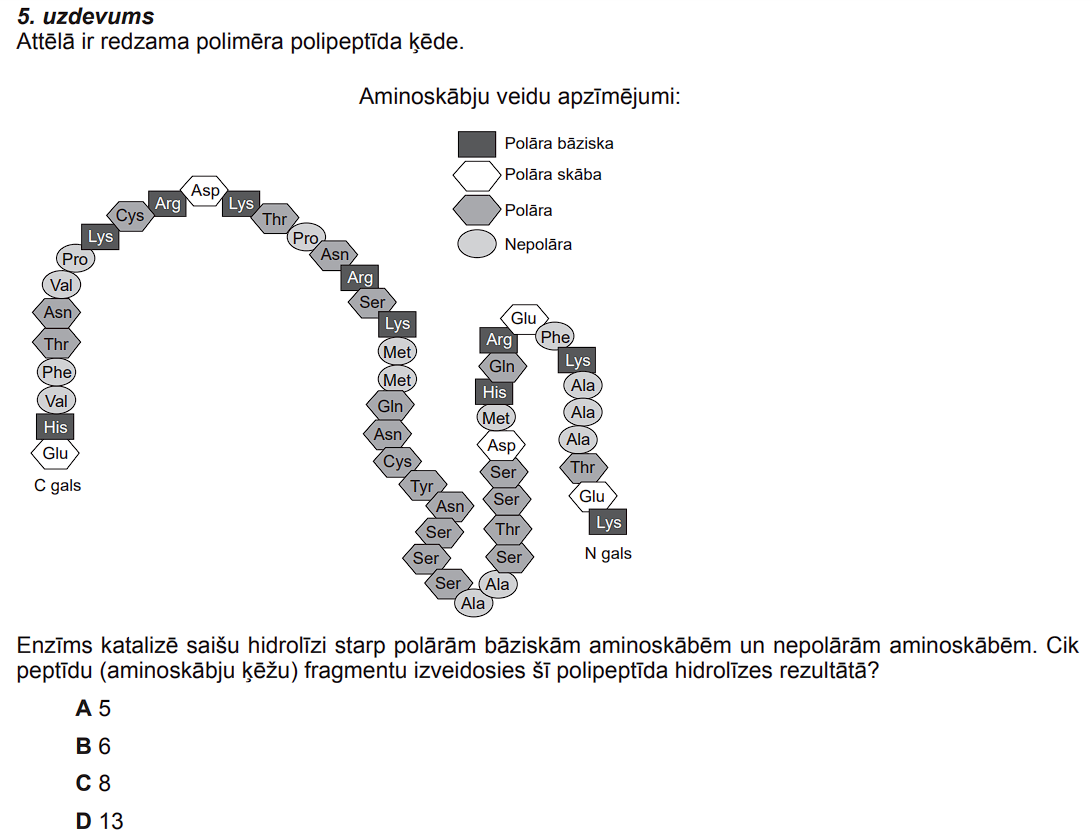 5. uzdevums
Attēlā ir redzama polimēra polipeptīda ķēde.
Aminoskābju veidu apzīmējumi:
Polāra bāziska
Polāra skāba
Polāra
Nepolāra
Glu
His
Val
Phe
Thr
Asn
Val
Pro
Lys
Cys
Arg
Asp
Lys
Thr
Pro
Asn
Arg
Ser
Lys
Met
Met
Gln
Asn
Cys
Tyr
Asn
Ser
Ser
Ser
Ala
Ala
Ser
Thr
Ser
Ser
Asp
Met
His
Gln
Arg
Glu
Phe
Lys
Ala
Ala
Ala
Thr
Glu
Lys
C gals
N gals
Enzīms katalizē saišu hidrolīzi starp polārām bāziskām aminoskābēm un nepolārām aminoskābēm. Cik
peptīdu (aminoskābju ķēžu) fragmentu izveidosies šī polipeptīda hidrolīzes rezultātā?
A 5
B 6
C 8
D 13